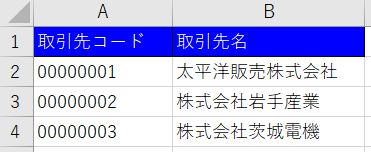 A B
1 取引先コード 取引先名
2 00000001 太平洋販売株式会社
3 00000002 株式会社岩手産業
4 00000003 株式会社茨城電機